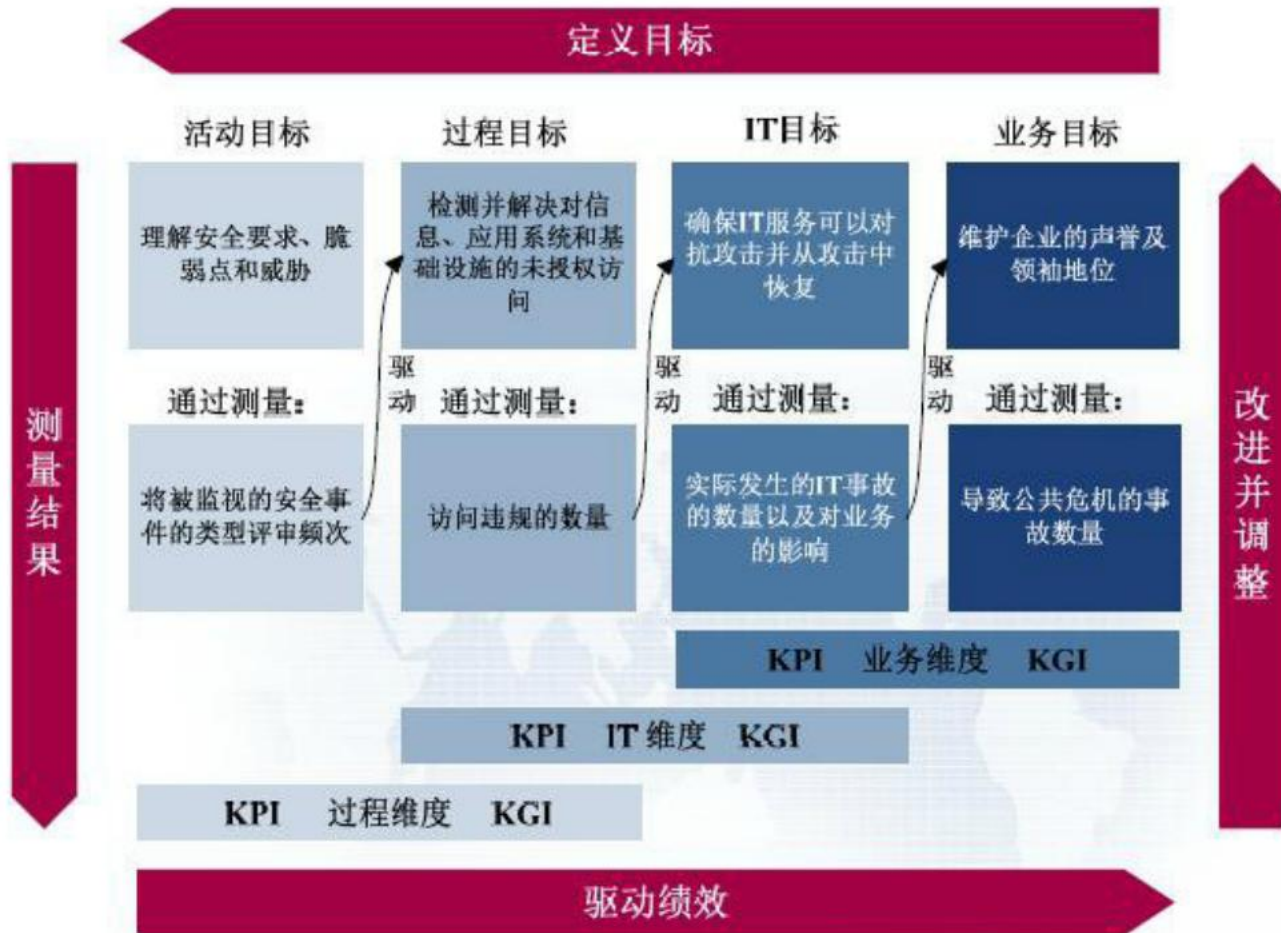 定义目标
活动目标
过程目标
IT目标
业务目标
理解安全要求、脆
弱点和威胁
检测并解决对信
息、应用系统和基
础设施的未授权访
问
确保IT服务可以对
抗攻击并从攻击中
恢复
维护企业的声誉及
领袖地位
驱动
驱动
驱动
通过测量：
通过测量：
通过测量：
通过测量：
将被监视的安全事
件的类型评审频次
访问违规的数量
实际发生的IT事故
的数量以及对业务
的影响
导致公共危机的事
故数量
测量结果
改进并调整
KPI 业务维度 KGI
KPI IT 维度 KGI
KPI 过程维度 KGI
驱动绩效